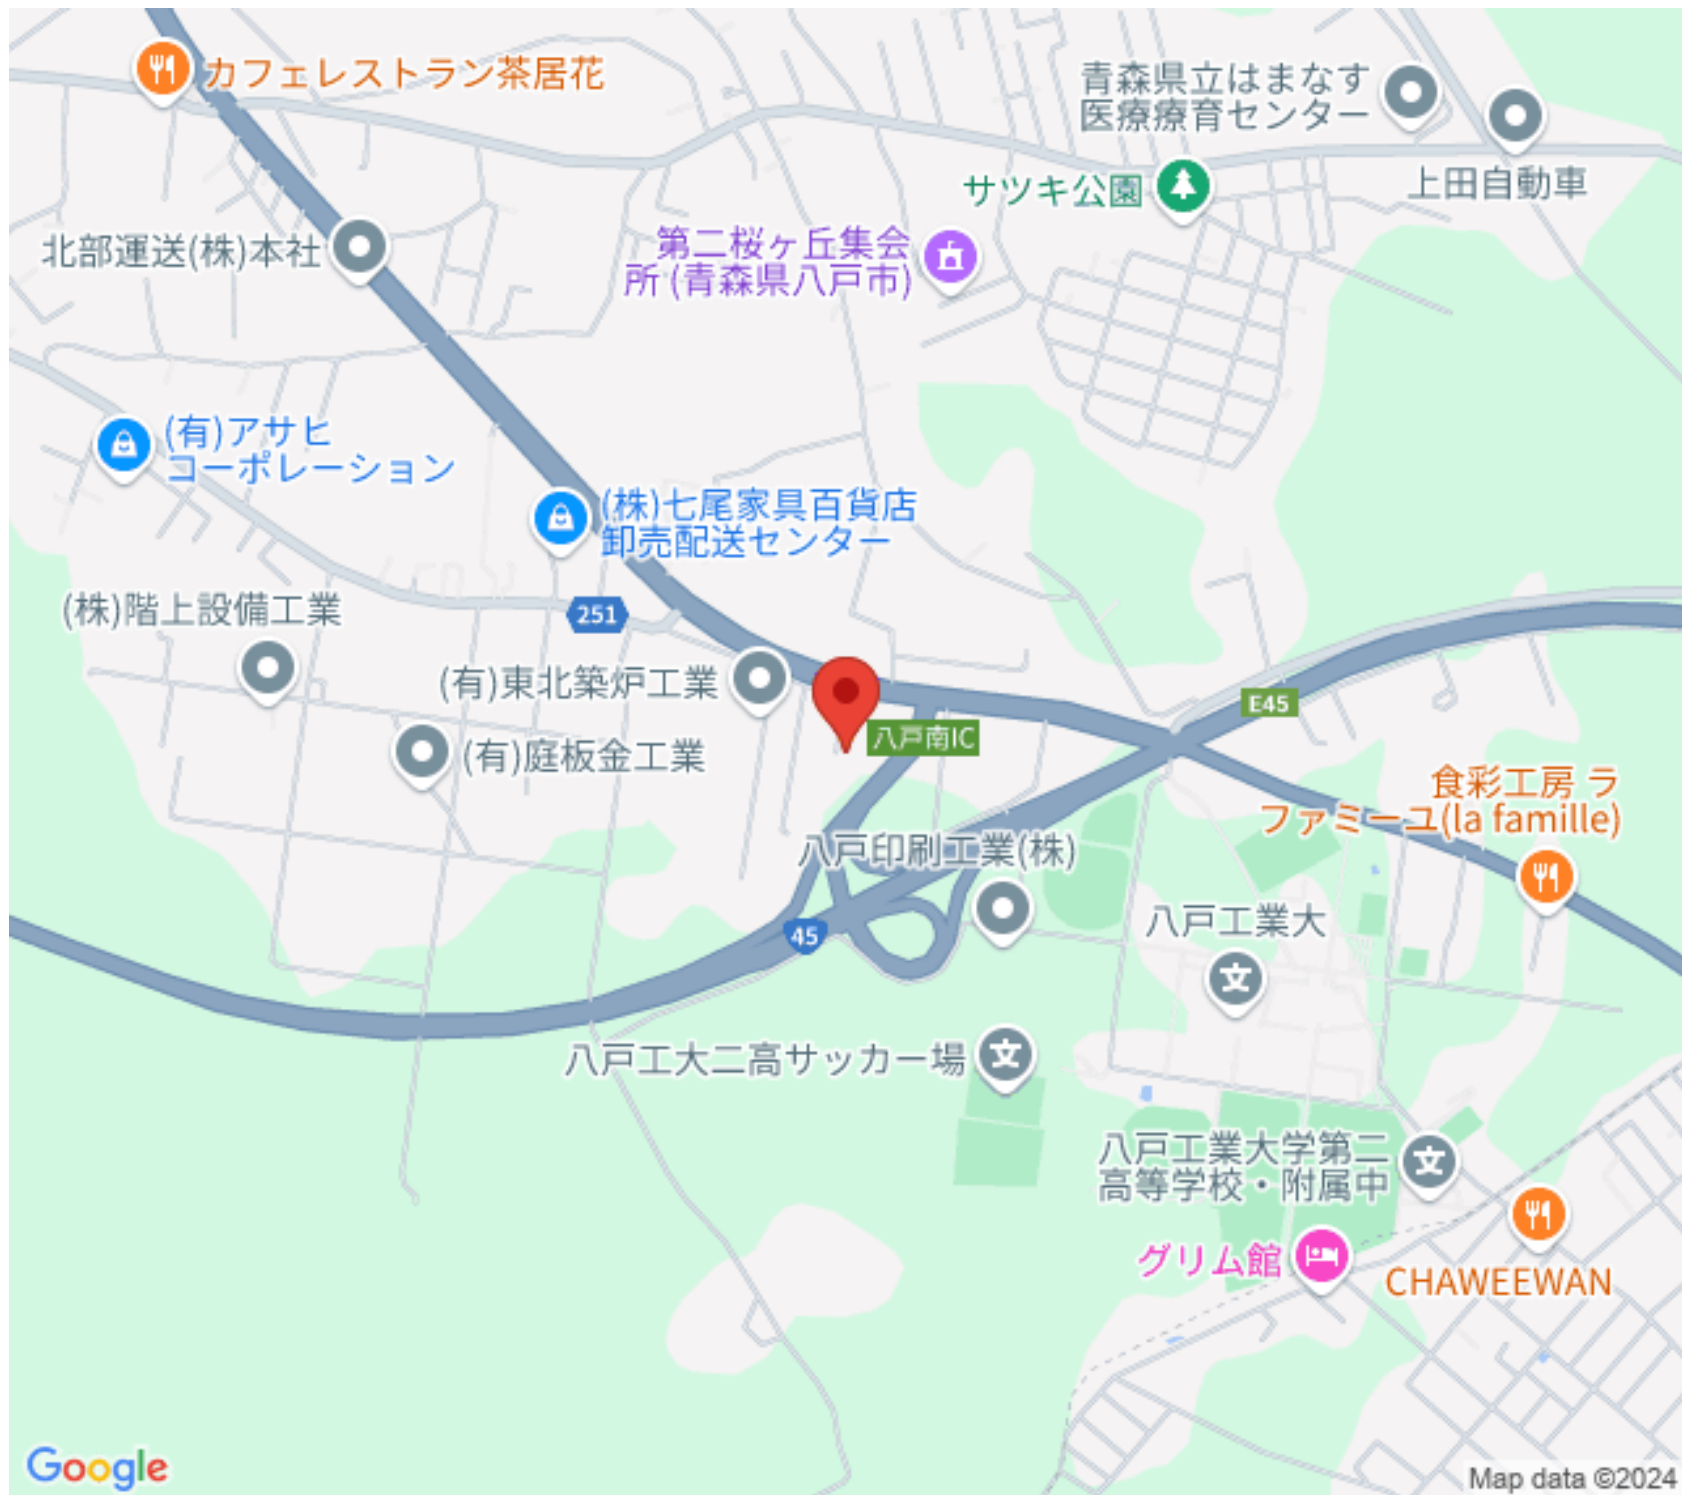 カフェレストラン茶居花
青森県立はまなす
医療療育センター
上田自動車
サツキ公園
北部運送(株)本社
第二桜ヶ丘集会
所 (青森県八戸市)
(有)アサヒ
コーポレーション
(株)七尾家具百貨店
卸売配送センター
(株)階上設備工業
251
(有)東北築炉工業
E45
八戸南IC
(有)庭板金工業
食彩工房 ラ
ファミーユ(la famille)
八戸印刷工業(株)
八戸工業大
45
八戸工大二高サッカー場
八戸工業大学第二
高等学校・附属中
グリム館
CHAWEEWAN
Google
Map data ©2024